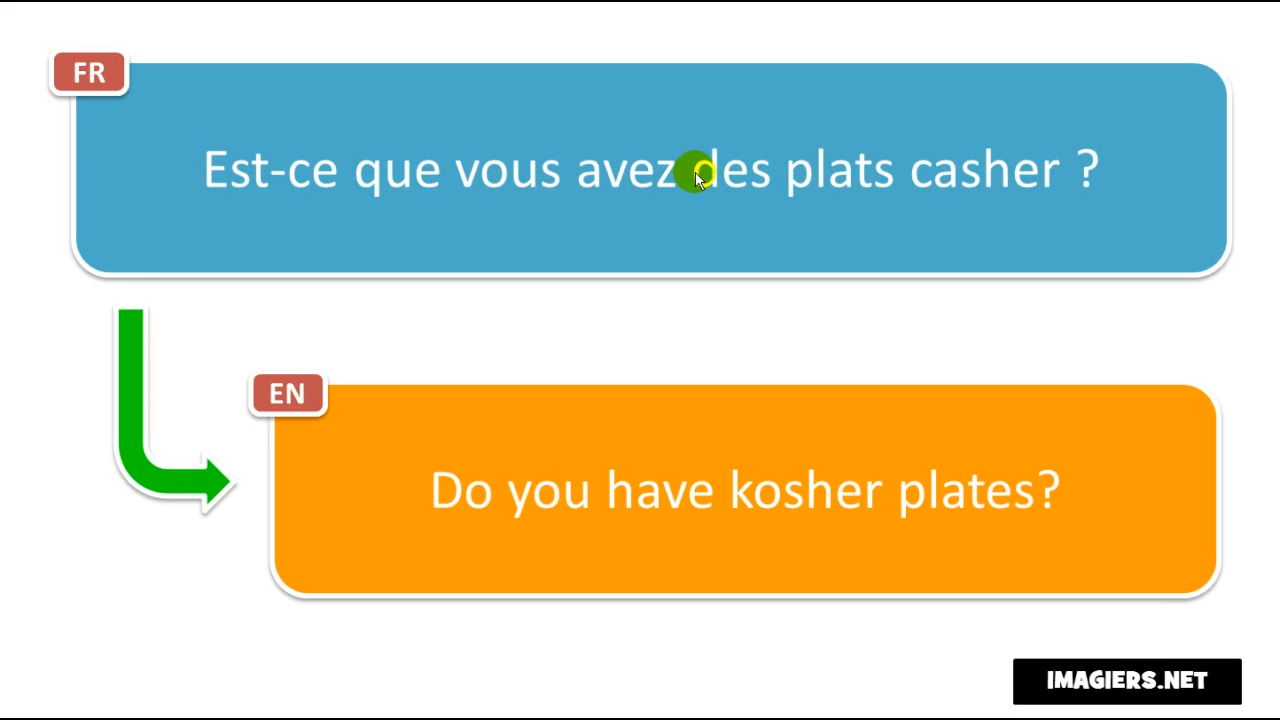 FR
Est-ce que vous avez des plats casher ?
EN
Do you have kosher plates?
IMAGIERS.NET